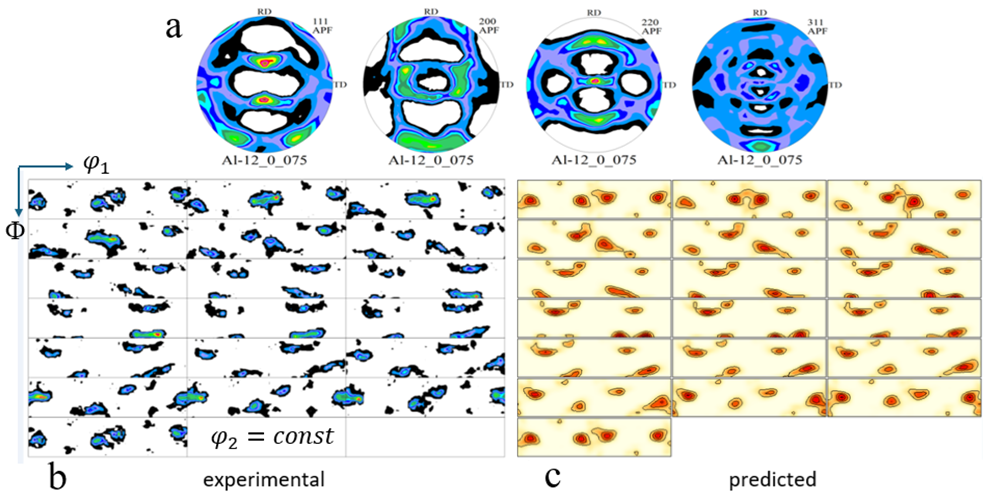 a
RD
111
APF
TD
Al-12_0_075
RD
200
APF
TD
Al-12_0_075
RD
220
APF
TD
Al-12_0_075
RD
311
APF
TD
Al-12_0_075
φ₁
Φ
φ₂ = const
b experimental
c predicted